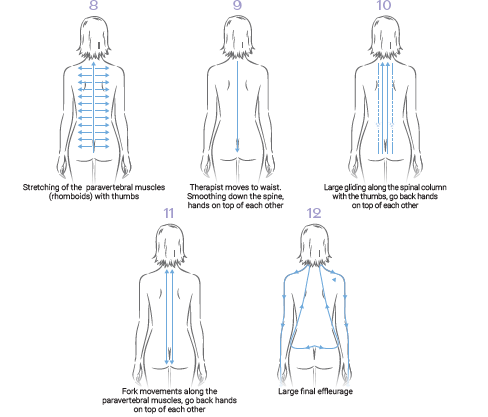 8
9
10
Stretching of the paravertebral muscles
(rhomboids) with thumbs
Therapist moves to waist.
Smoothing down the spine,
hands on top of each other
Large gliding along the spinal column
with the thumbs, go back hands
on top of each other
11
12
Fork movements along the
paravertebral muscles, go back hands
on top of each other
Large final effleurage